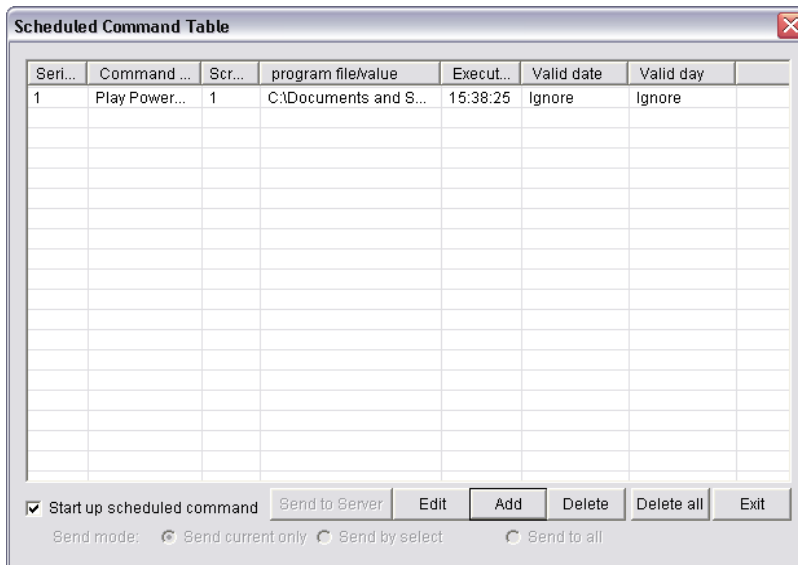 Scheduled Command Table
Seri... Command ... Scr... program file/value Execut... Valid date Valid day
1 Play Power... 1 C:\Documents and S... 15:38:25 Ignore Ignore
Start up scheduled command Send to Server Edit Add Delete Delete all Exit
Send mode: Send current only Send by select Send to all